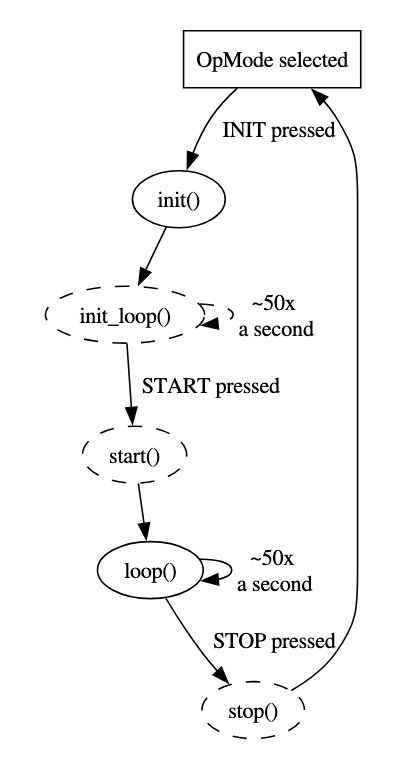 OpMode selected
INIT pressed
init()
init_loop()
~50x
a second
START pressed
start()
loop()
~50x
a second
STOP pressed
stop()